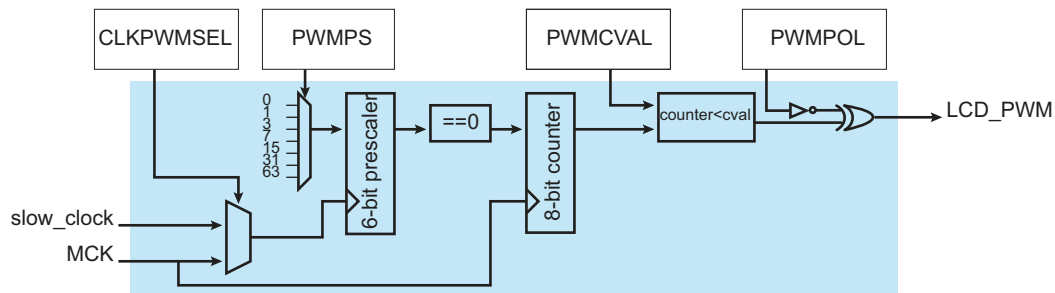 CLKPWMSEL
PWMPS
PWMCVAL
PWMPOL
0
1
3
7
15
31
63
6-bit prescaler
==0
8-bit counter
counter<cval
LCD_PWM
slow_clock
MCK